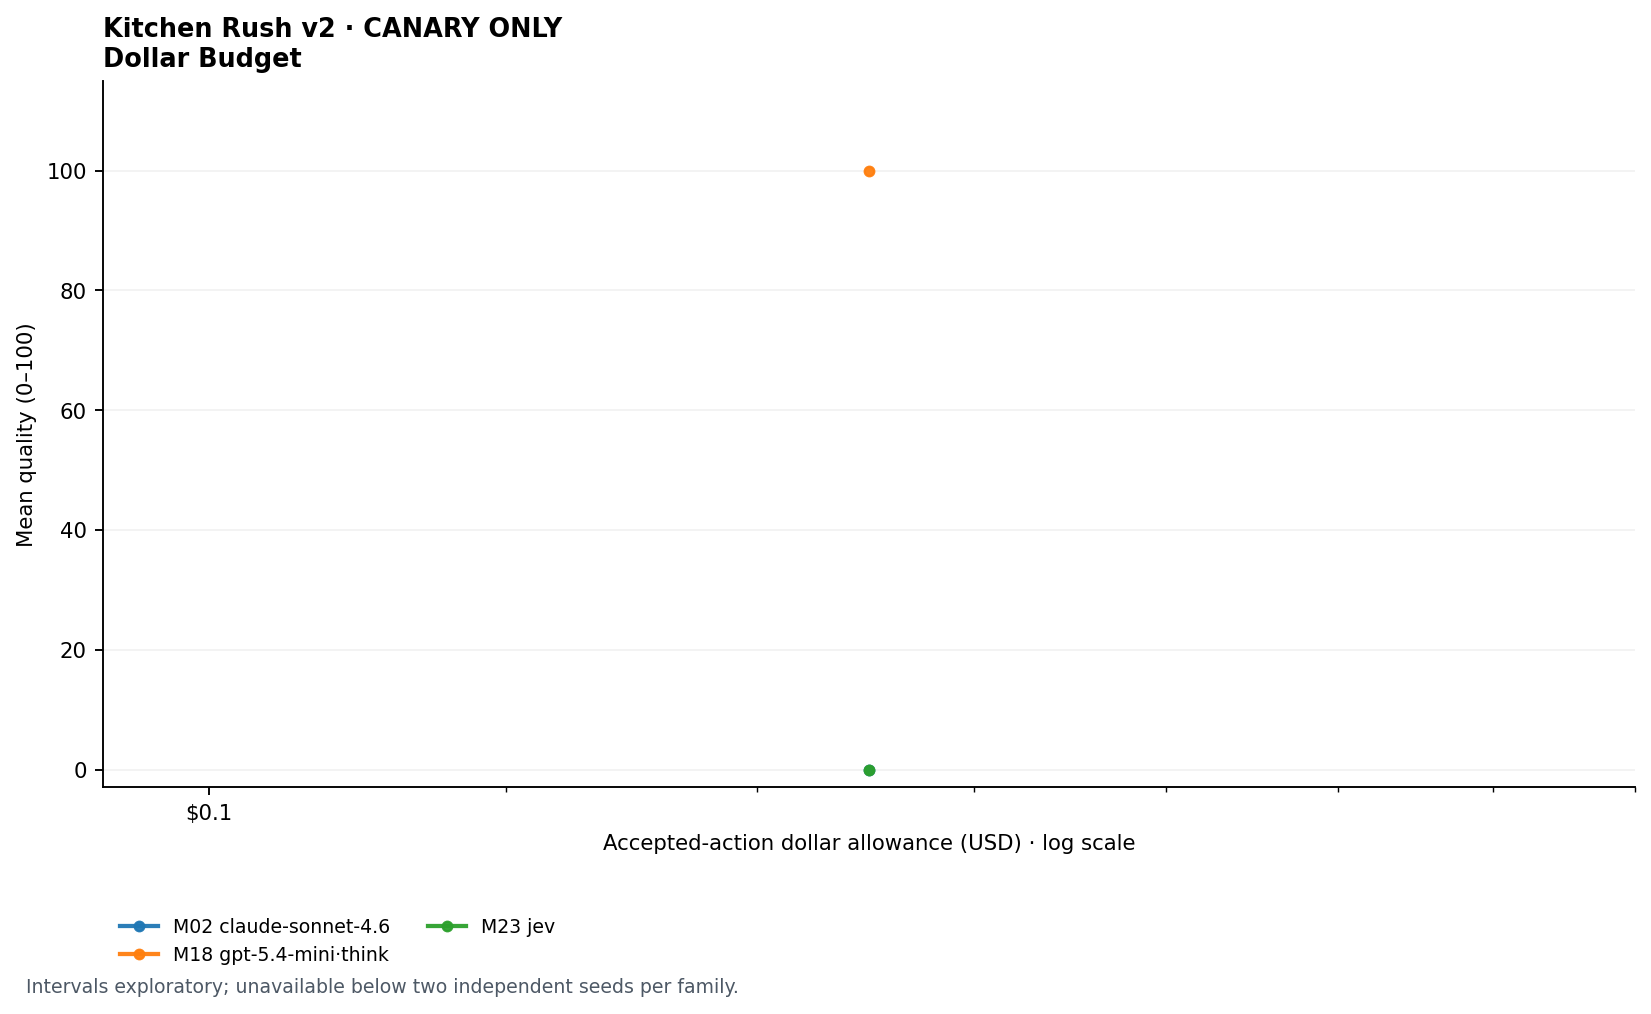 Kitchen Rush v2 · CANARY ONLY
Dollar Budget
Mean quality (0–100)
100
80
60
40
20
0
$0.1
Accepted-action dollar allowance (USD) · log scale
M02 claude-sonnet-4.6
M18 gpt-5.4-mini·think
M23 jev
Intervals exploratory; unavailable below two independent seeds per family.